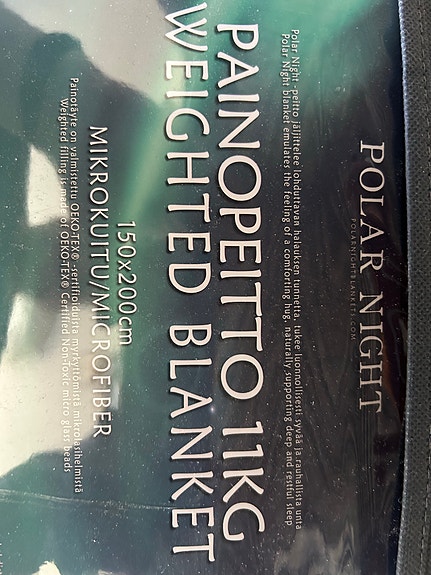 POLAR NIGHT
POLARNIGHTBLANKETS.COM
Polar Night -peitto jäljittelee lohduttavan halauksen tunnetta, tukee luonnollisesti syvää ja rauhallista unta
Polar Night blanket emulates the feeling of a comforting hug, naturally supporting deep and restful sleep
PAINOPEITTO 11KG
WEIGHTED BLANKET
150x200cm
MIKROKUITU/MICROFIBER
Painotäyte on valmistettu OEKO-TEX® -sertifioiduista myrkyttömistä mikrolasihelmistä
Weighted filling is made of OEKO-TEX® Certified Non-Toxic micro glass beads